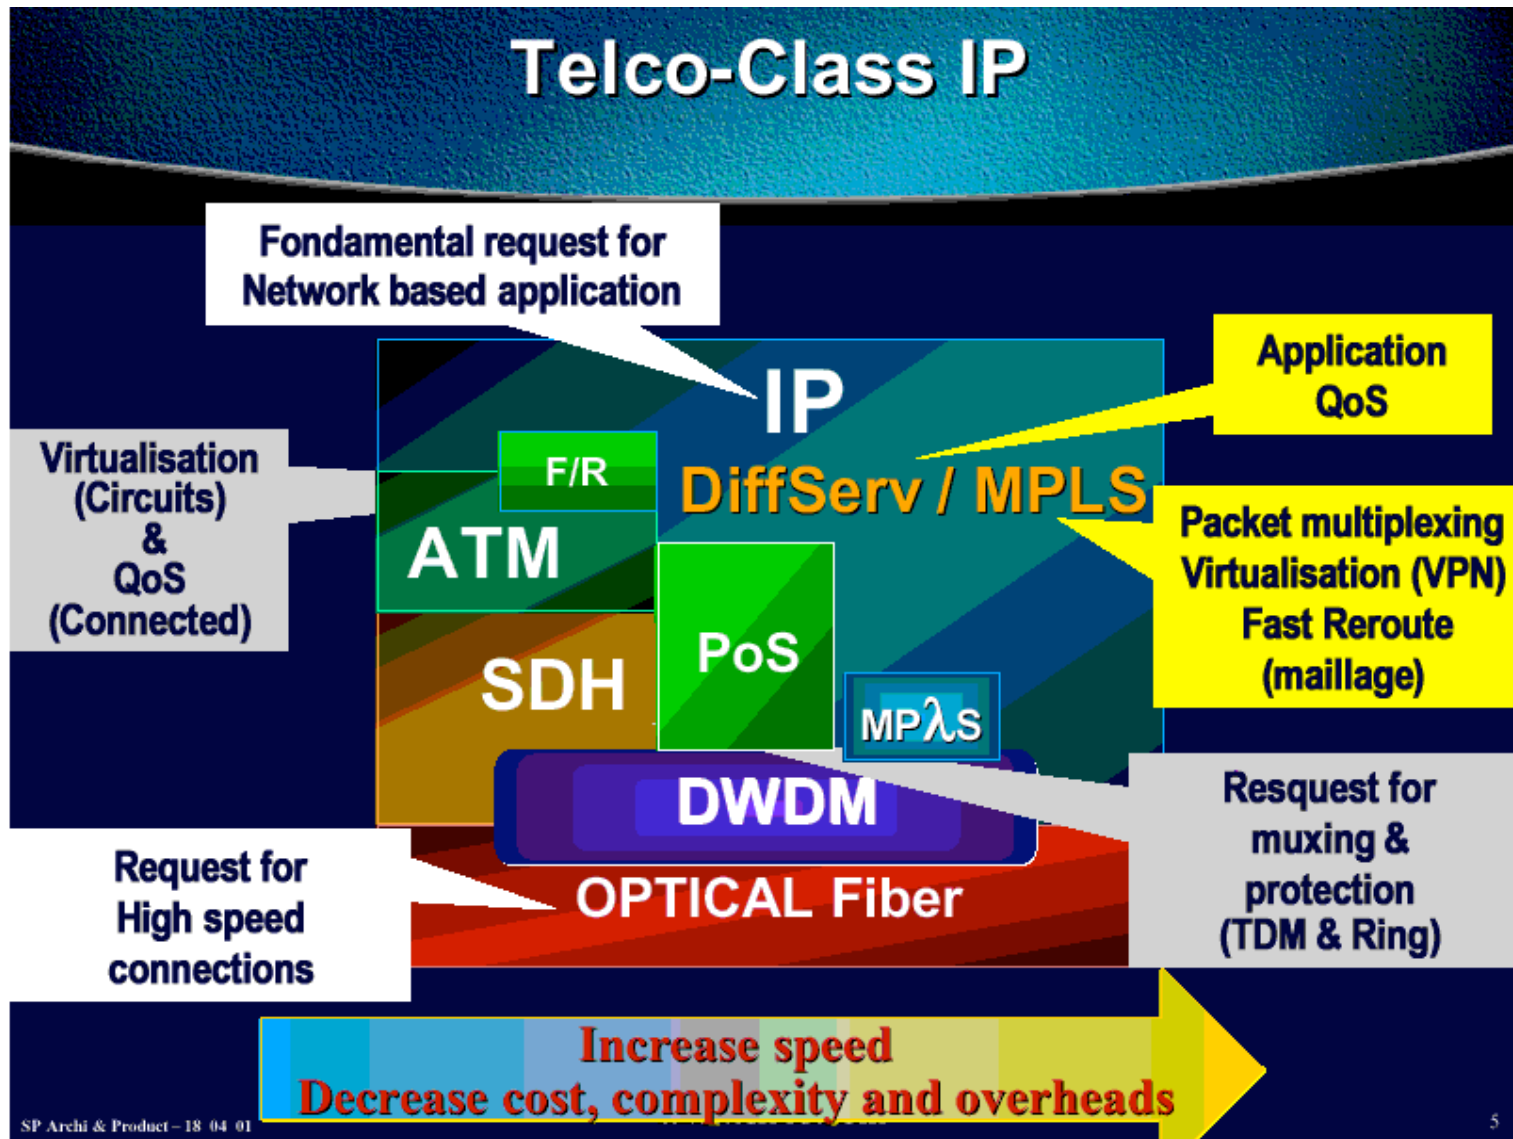 Telco-Class IP
Fondamental request for
Network based application
IP
Application
QoS
Virtualisation
(Circuits)
&
QoS
(Connected)
F/R
DiffServ / MPLS
ATM
Packet multiplexing
Virtualisation (VPN)
Fast Reroute
(maillage)
PoS
SDH
MPλS
DWDM
Resquest for
muxing &
protection
(TDM & Ring)
Request for
High speed
connections
OPTICAL Fiber
Increase speed
Decrease cost, complexity and overheads
SP Archi & Product – 18 04 01
5